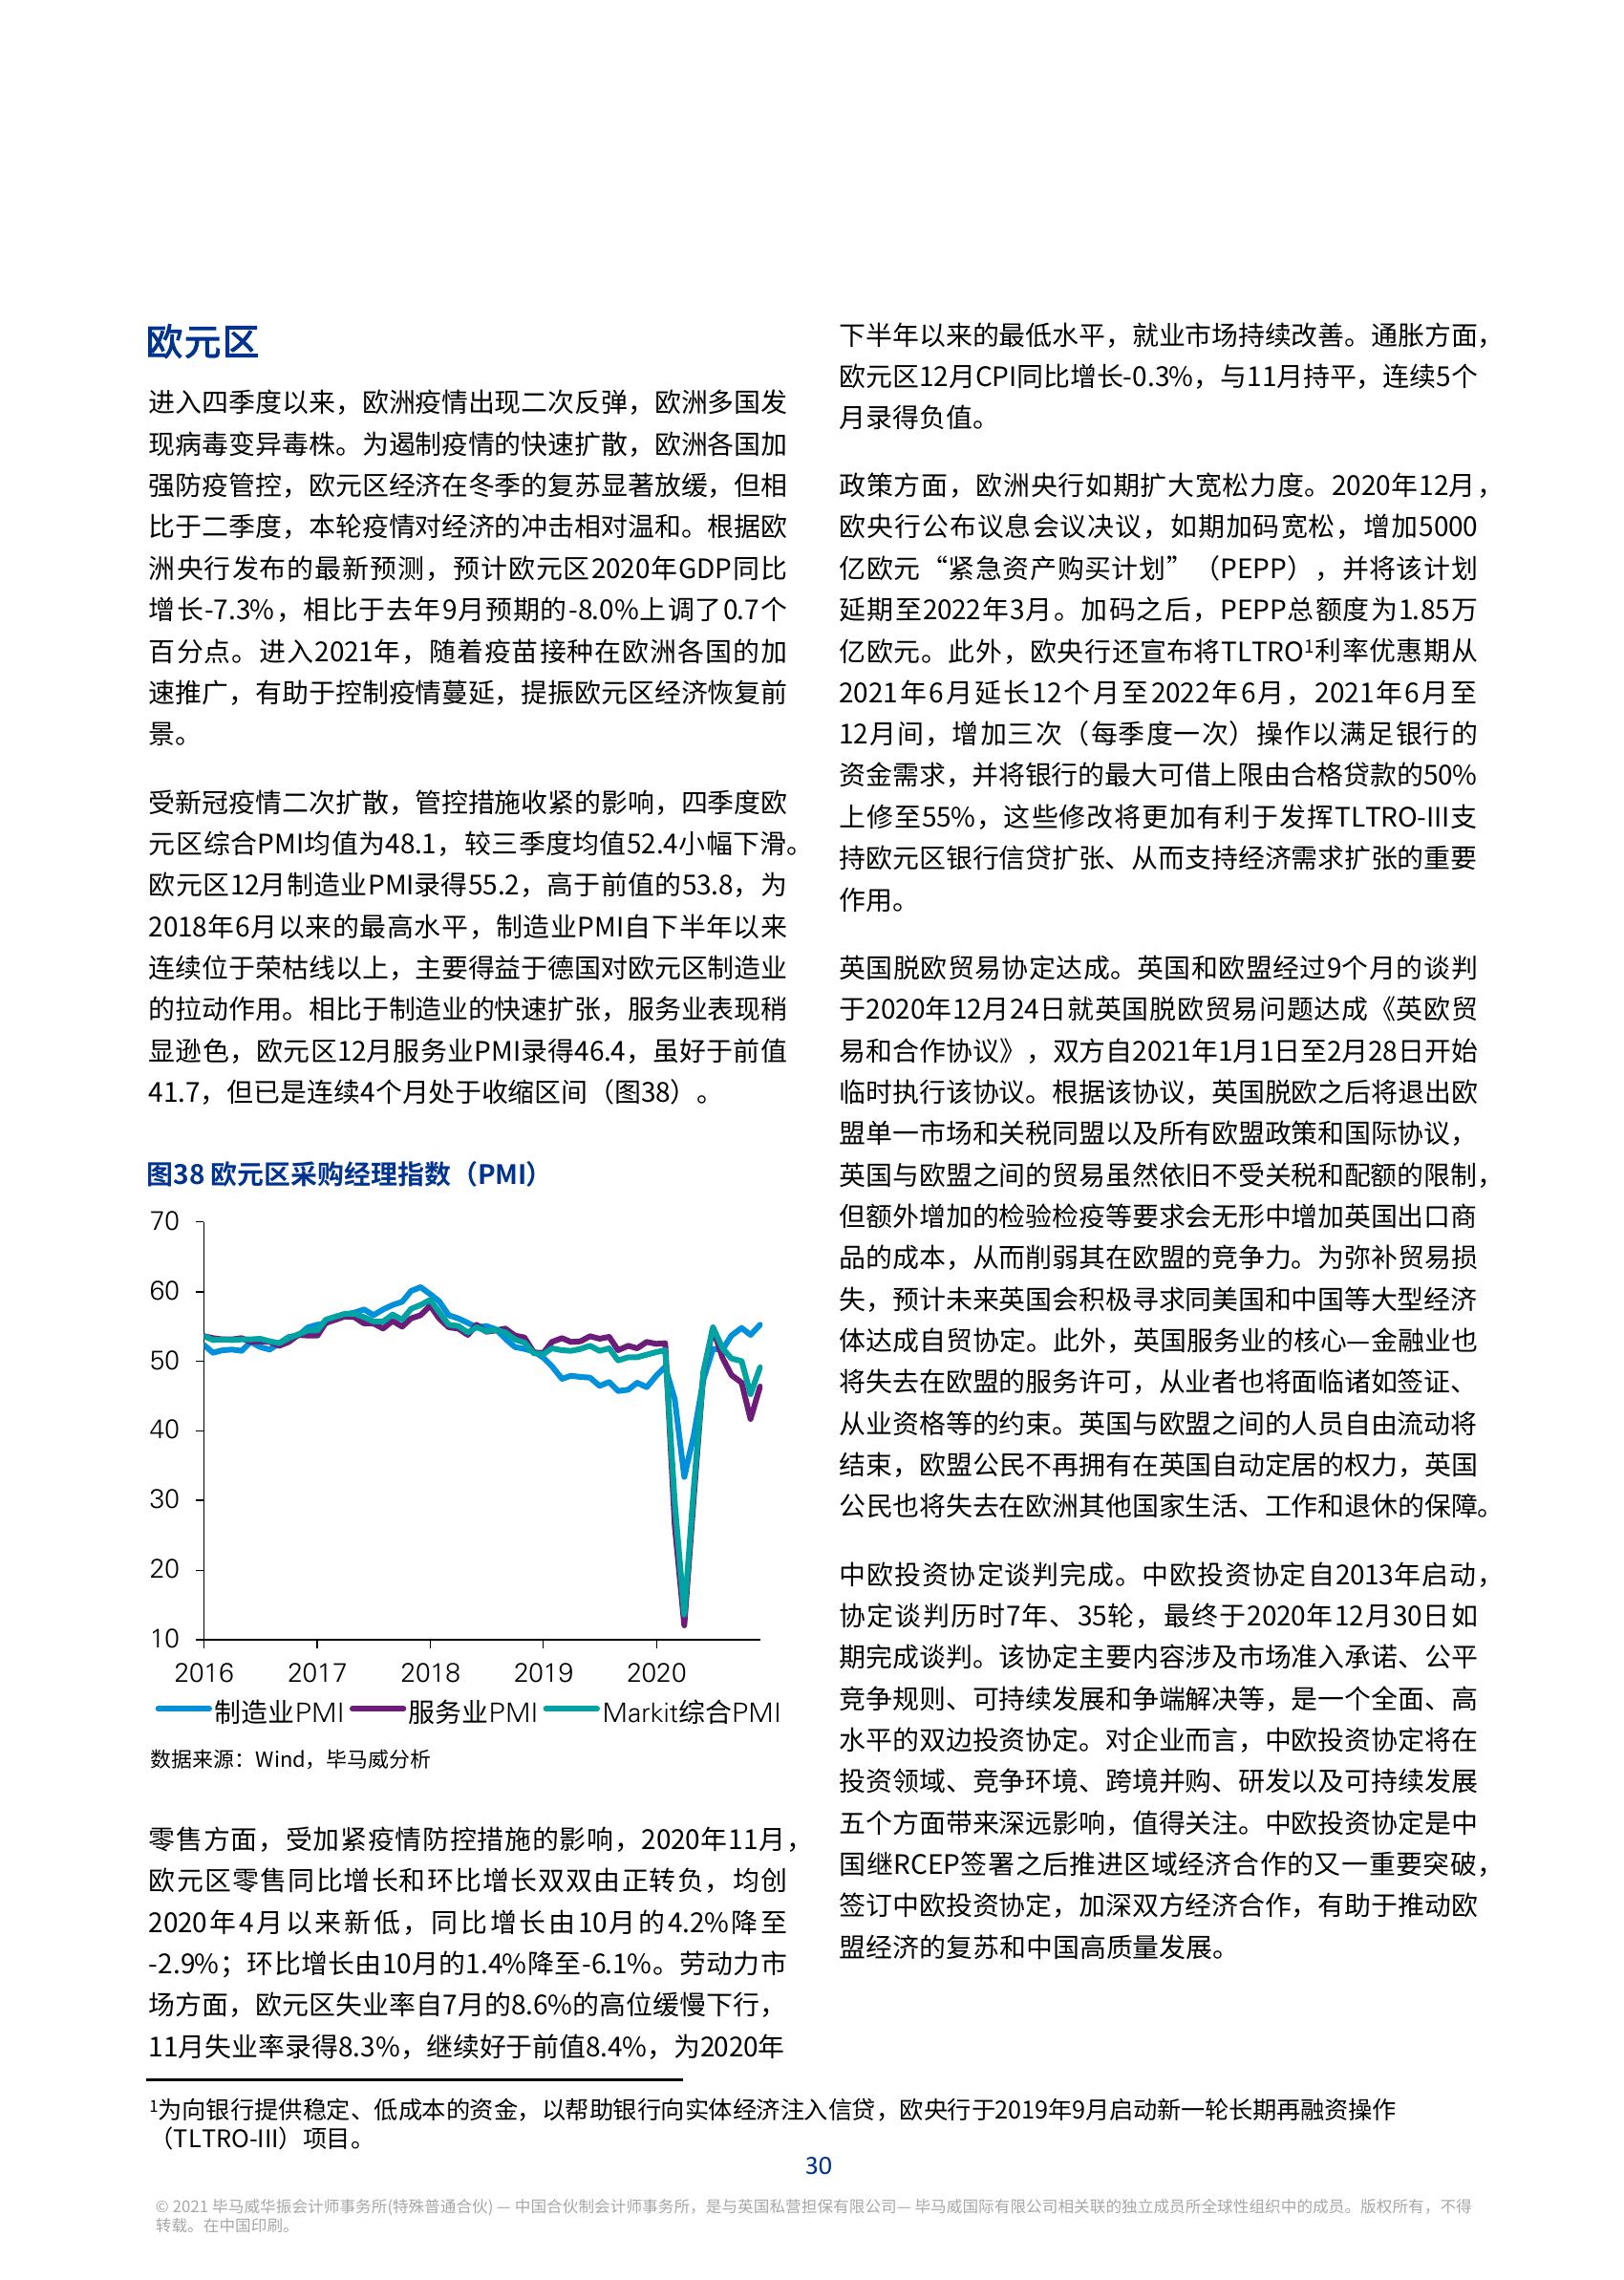 欧元区
进入四季度以来，欧洲疫情出现二次反弹，欧洲多国发
现病毒变异毒株。为遏制疫情的快速扩散，欧洲各国加
强防疫管控，欧元区经济在冬季的复苏显著放缓，但相
比于二季度，本轮疫情对经济的冲击相对温和。根据欧
洲央行发布的最新预测，预计欧元区2020年GDP同比
增长-7.3%，相比于去年9月预期的-8.0%上调了0.7个
百分点。进入2021年，随着疫苗接种在欧洲各国的加
速推广，有助于控制疫情蔓延，提振欧元区经济恢复前
景。
受新冠疫情二次扩散，管控措施收紧的影响，四季度欧
元区综合PMI均值为48.1，较三季度均值52.4小幅下滑。
欧元区12月制造业PMI录得55.2，高于前值的53.8，为
2018年6月以来的最高水平，制造业PMI自下半年以来
连续位于荣枯线以上，主要得益于德国对欧元区制造业
的拉动作用。相比于制造业的快速扩张，服务业表现稍
显逊色，欧元区12月服务业PMI录得46.4，虽好于前值
41.7，但已是连续4个月处于收缩区间（图38）。
图38 欧元区采购经理指数（PMI）
70
60
50
40
30
20
10
2016 2017 2018 2019 2020
制造业PMI 服务业PMI Markit综合PMI
数据来源：Wind，毕马威分析
零售方面，受加紧疫情防控措施的影响，2020年11月，
欧元区零售同比增长和环比增长双双由正转负，均创
2020年4月以来新低，同比增长由10月的4.2%降至
-2.9%；环比增长由10月的1.4%降至-6.1%。劳动力市
场方面，欧元区失业率自7月的8.6%的高位缓慢下行，
11月失业率录得8.3%，继续好于前值8.4%，为2020年
下半年以来的最低水平，就业市场持续改善。通胀方面，
欧元区12月CPI同比增长-0.3%，与11月持平，连续5个
月录得负值。
政策方面，欧洲央行如期扩大宽松力度。2020年12月，
欧央行公布议息会议决议，如期加码宽松，增加5000
亿欧元“紧急资产购买计划”（PEPP），并将该计划
延期至2022年3月。加码之后，PEPP总额度为1.85万
亿欧元。此外，欧央行还宣布将TLTRO¹利率优惠期从
2021年6月延长12个月至2022年6月，2021年6月至
12月间，增加三次（每季度一次）操作以满足银行的
资金需求，并将银行的最大可借上限由合格贷款的50%
上修至55%，这些修改将更加有利于发挥TLTRO-III支
持欧元区银行信贷扩张、从而支持经济需求扩张的重要
作用。
英国脱欧贸易协定达成。英国和欧盟经过9个月的谈判
于2020年12月24日就英国脱欧贸易问题达成《英欧贸
易和合作协议》，双方自2021年1月1日至2月28日开始
临时执行该协议。根据该协议，英国脱欧之后将退出欧
盟单一市场和关税同盟以及所有欧盟政策和国际协议，
英国与欧盟之间的贸易虽然依旧不受关税和配额的限制，
但额外增加的检验检疫等要求会无形中增加英国出口商
品的成本，从而削弱其在欧盟的竞争力。为弥补贸易损
失，预计未来英国会积极寻求同美国和中国等大型经济
体达成自贸协定。此外，英国服务业的核心—金融业也
将失去在欧盟的服务许可，从业者也将面临诸如签证、
从业资格等的约束。英国与欧盟之间的人员自由流动将
结束，欧盟公民不再拥有在英国自动定居的权力，英国
公民也将失去在欧洲其他国家生活、工作和退休的保障。
中欧投资协定谈判完成。中欧投资协定自2013年启动，
协定谈判历时7年、35轮，最终于2020年12月30日如
期完成谈判。该协定主要内容涉及市场准入承诺、公平
竞争规则、可持续发展和争端解决等，是一个全面、高
水平的双边投资协定。对企业而言，中欧投资协定将在
投资领域、竞争环境、跨境并购、研发以及可持续发展
五个方面带来深远影响，值得关注。中欧投资协定是中
国继RCEP签署之后推进区域经济合作的又一重要突破，
签订中欧投资协定，加深双方经济合作，有助于推动欧
盟经济的复苏和中国高质量发展。
¹为向银行提供稳定、低成本的资金，以帮助银行向实体经济注入信贷，欧央行于2019年9月启动新一轮长期再融资操作
（TLTRO-III）项目。
30
© 2021 毕马威华振会计师事务所(特殊普通合伙) — 中国合伙制会计师事务所，是与英国私营担保有限公司— 毕马威国际有限公司相关联的独立成员所全球性组织中的成员。版权所有，不得
转载。在中国印刷。